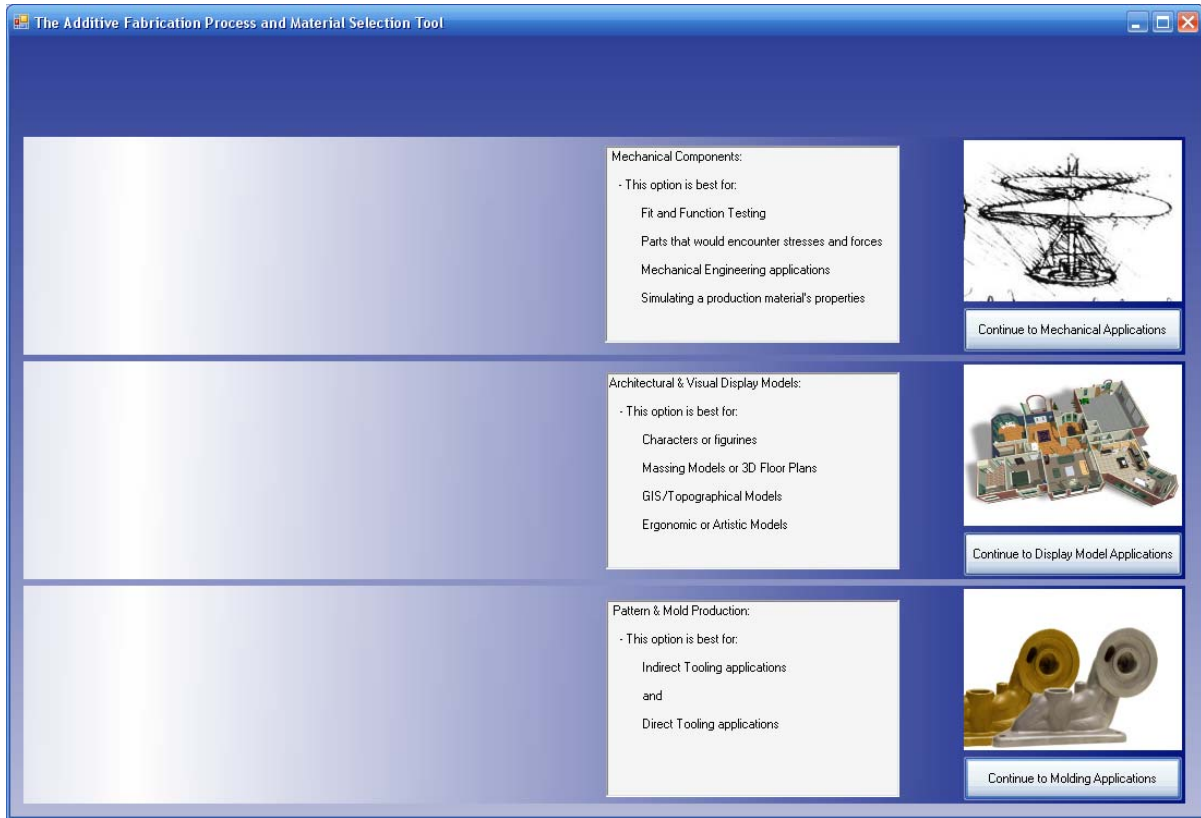 The Additive Fabrication Process and Material Selection Tool
Mechanical Components:
- This option is best for:
Fit and Function Testing
Parts that would encounter stresses and forces
Mechanical Engineering applications
Simulating a production material's properties
Continue to Mechanical Applications
Architectural & Visual Display Models:
- This option is best for:
Characters or figurines
Massing Models or 3D Floor Plans
GIS/Topographical Models
Ergonomic or Artistic Models
Continue to Display Model Applications
Pattern & Mold Production:
- This option is best for:
Indirect Tooling applications
and
Direct Tooling applications
Continue to Molding Applications